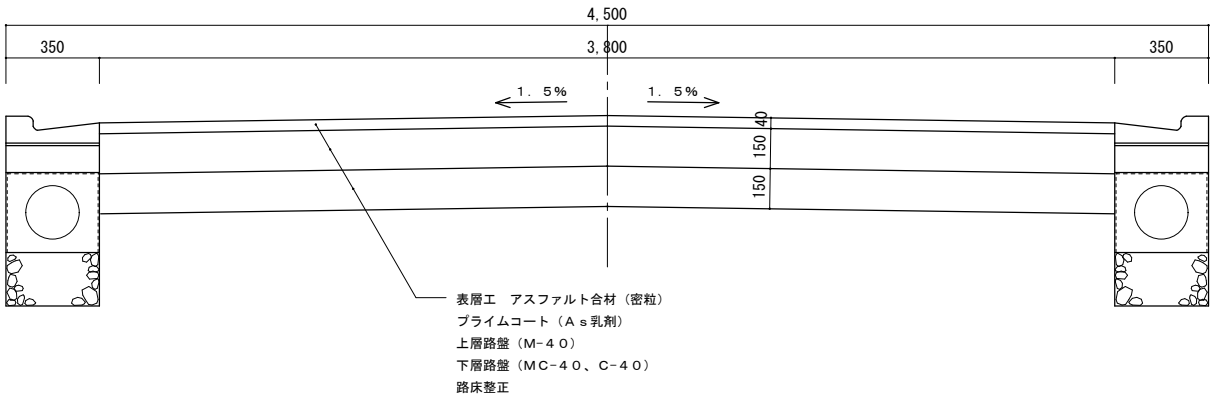 4,500
350
3,800
350
1. 5%
1. 5%
40
150
150
表層工 アスファルト合材（密粒）
プライムコート（Ａｓ乳剤）
上層路盤（Ｍ-４０）
下層路盤（ＭＣ-４０、Ｃ-４０）
路床整正